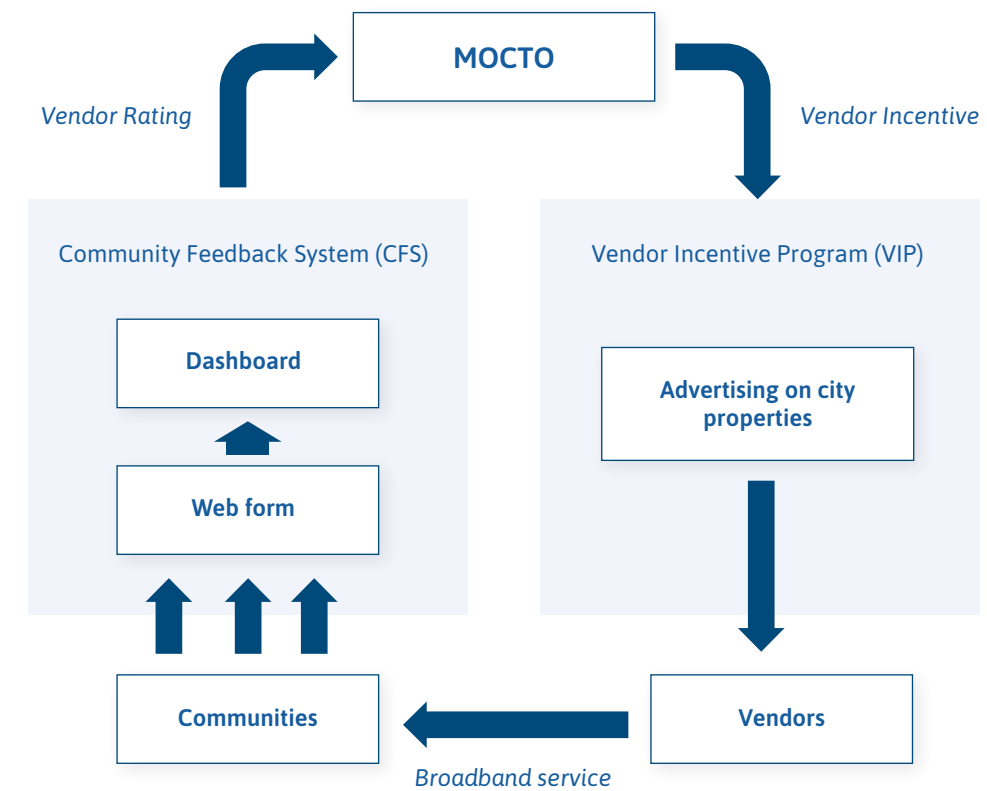 MOCTO
Vendor Rating
Vendor Incentive
Community Feedback System (CFS)
Dashboard
Web form
Communities
Vendor Incentive Program (VIP)
Advertising on city
properties
Vendors
Broadband service